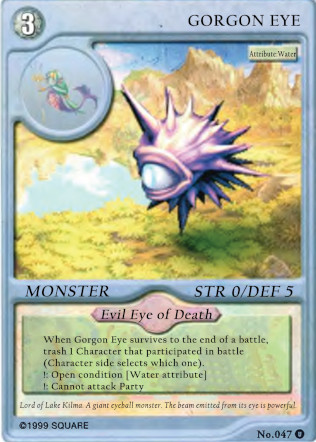 3
GORGON EYE
Attribute Water
MONSTER
STR 0/DEF 5
Evil Eye of Death
When Gorgon Eye survives to the end of a battle,
trash 1 Character that participated in battle
(Character side selects which one).
!: Open condition [Water attribute]
!: Cannot attack Party
Lord of Lake Kilma. A giant eyeball monster. The beam emitted from its eye is powerful.
No.047
©1999 SQUARE